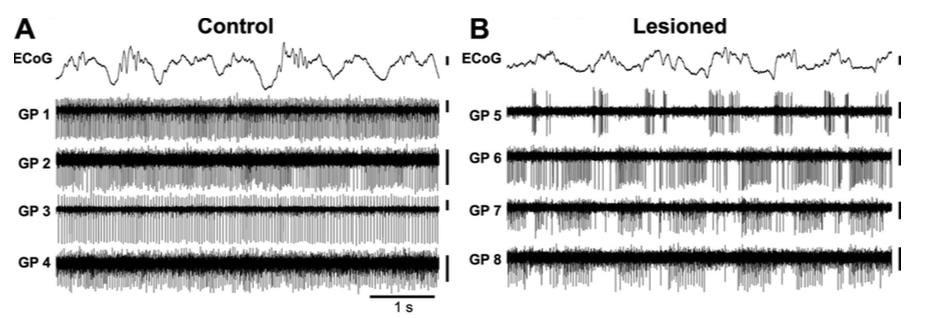 A
Control
ECoG
GP 1
GP 2
GP 3
GP 4
1 s
B
Lesioned
ECoG
GP 5
GP 6
GP 7
GP 8